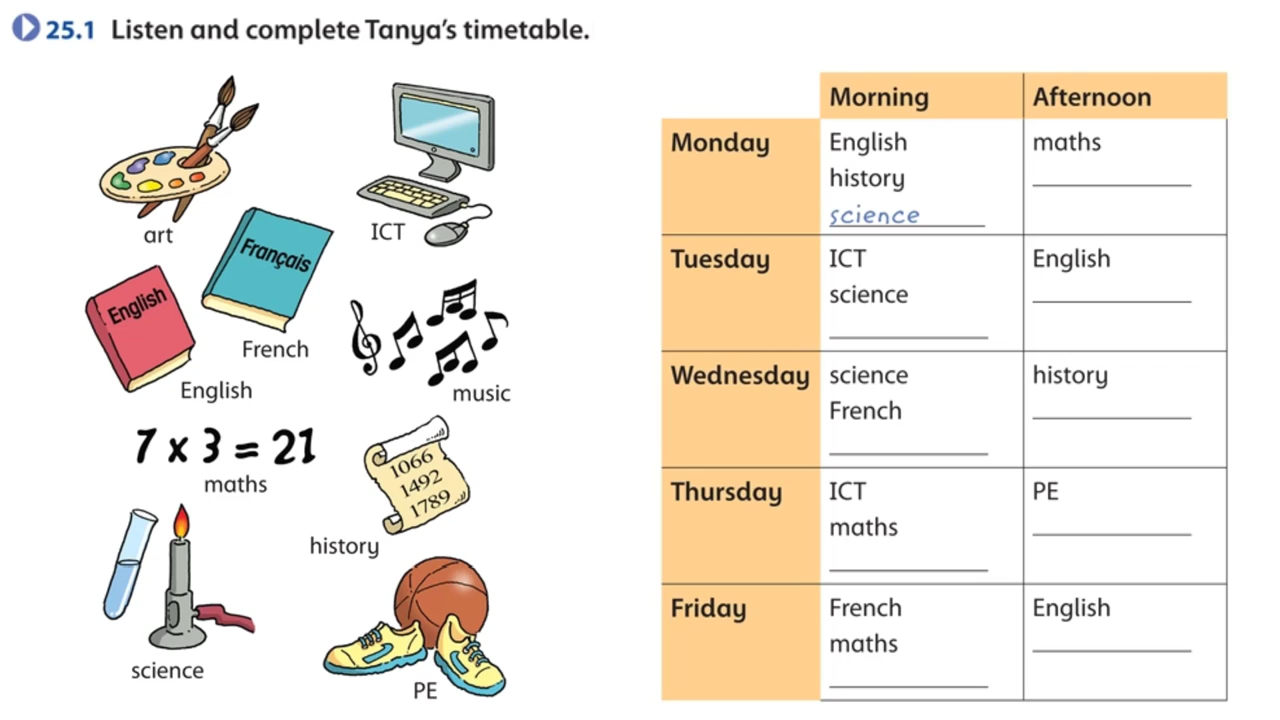 25.1 Listen and complete Tanya's timetable.
art
ICT
Français
French
English
English
music
7 x 3 = 21
maths
1066
1492
1789
history
science
PE
Morning Afternoon
Monday English maths
history
science
Tuesday ICT English
science
Wednesday science history
French
Thursday ICT PE
maths
Friday French English
maths